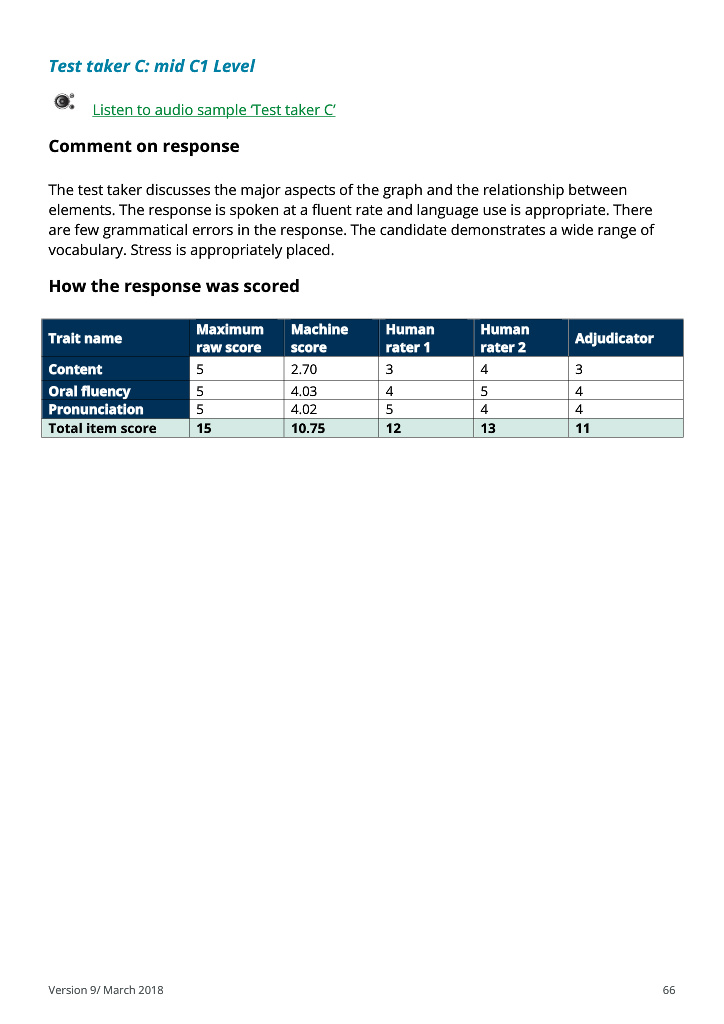 Test taker C: mid C1 Level
Listen to audio sample ‘Test taker C’
Comment on response
The test taker discusses the major aspects of the graph and the relationship between
elements. The response is spoken at a fluent rate and language use is appropriate. There
are few grammatical errors in the response. The candidate demonstrates a wide range of
vocabulary. Stress is appropriately placed.
How the response was scored
Trait name Maximum raw score Machine score Human rater 1 Human rater 2 Adjudicator
Content 5 2.70 3 4 3
Oral fluency 5 4.03 4 5 4
Pronunciation 5 4.02 5 4 4
Total item score 15 10.75 12 13 11
Version 9/ March 2018 66